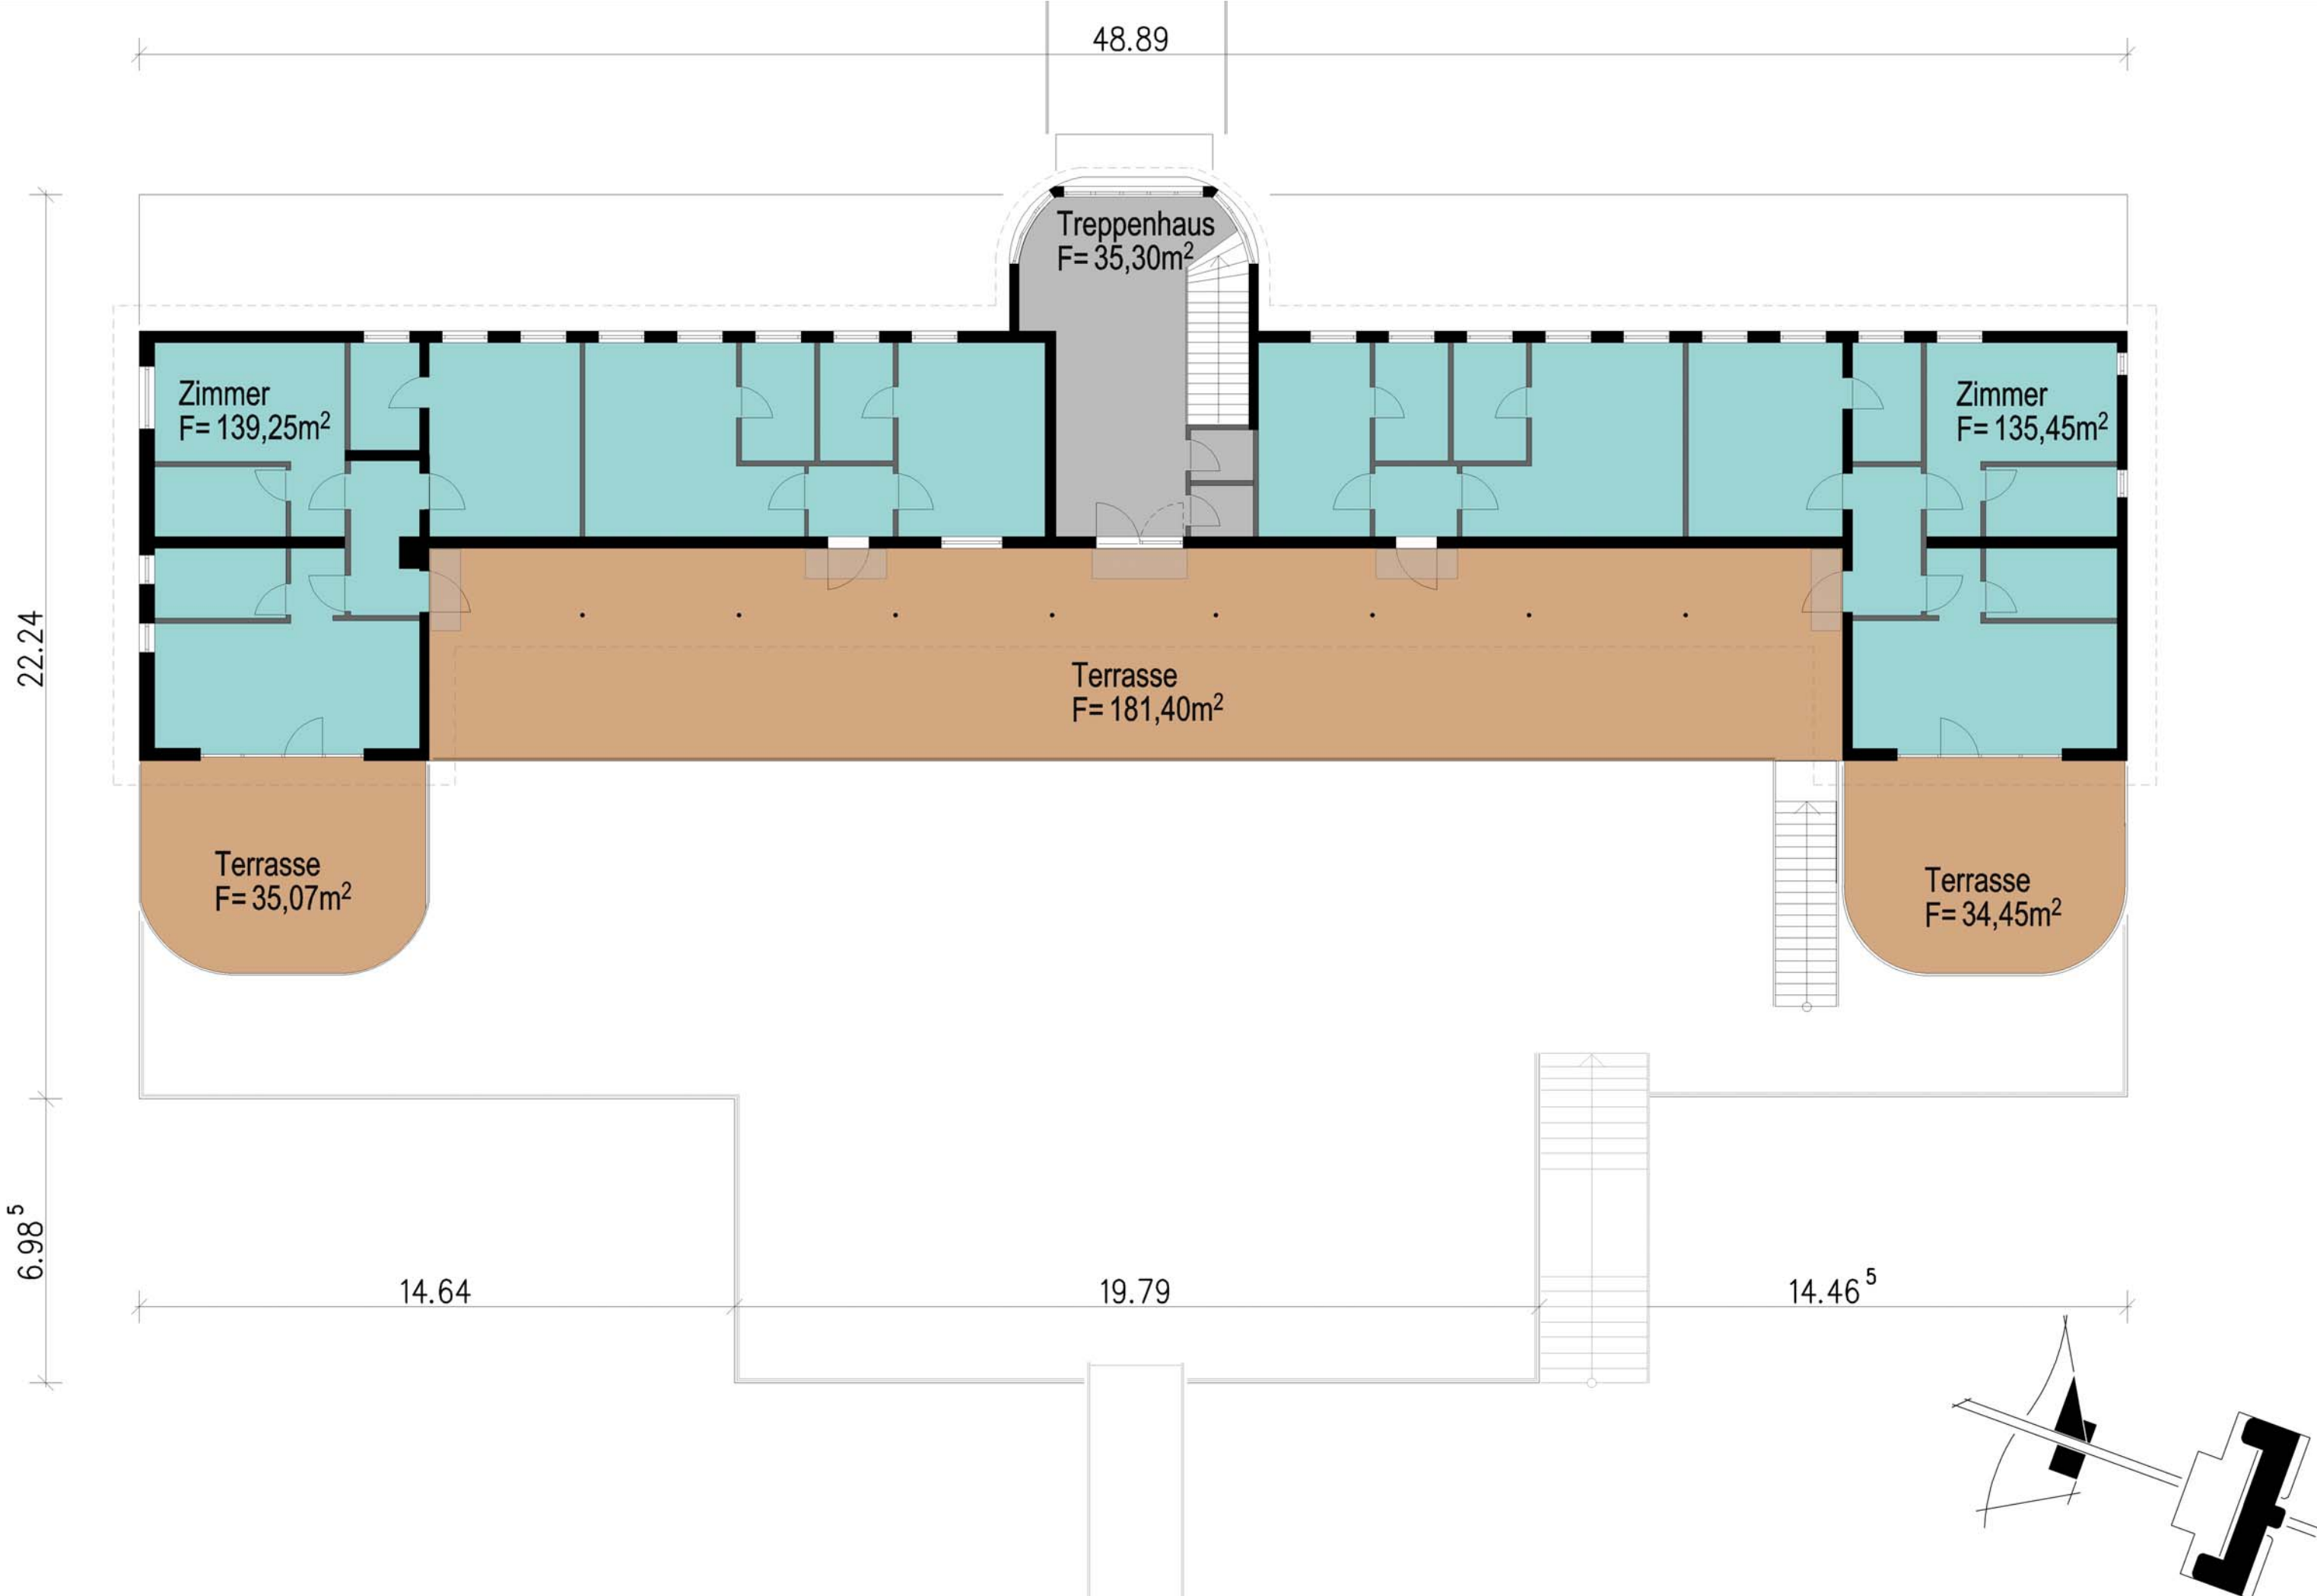 48.89
Treppenhaus
F= 35,30m²
Zimmer
F= 139,25m²
Zimmer
F= 135,45m²
22.24
Terrasse
F= 181,40m²
Terrasse
F= 35,07m²
Terrasse
F= 34,45m²
6.98⁵
14.64
19.79
14.46⁵